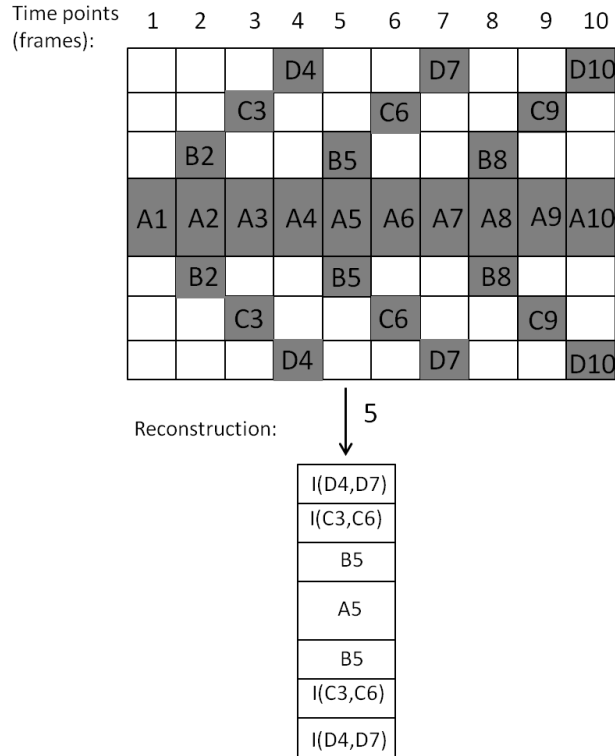 Time points 1 2 3 4 5 6 7 8 9 10
(frames):
D4 D7 D10
C3 C6 C9
B2 B5 B8
A1 A2 A3 A4 A5 A6 A7 A8 A9 A10
B2 B5 B8
C3 C6 C9
D4 D7 D10
5
Reconstruction:
I(D4,D7)
I(C3,C6)
B5
A5
B5
I(C3,C6)
I(D4,D7)